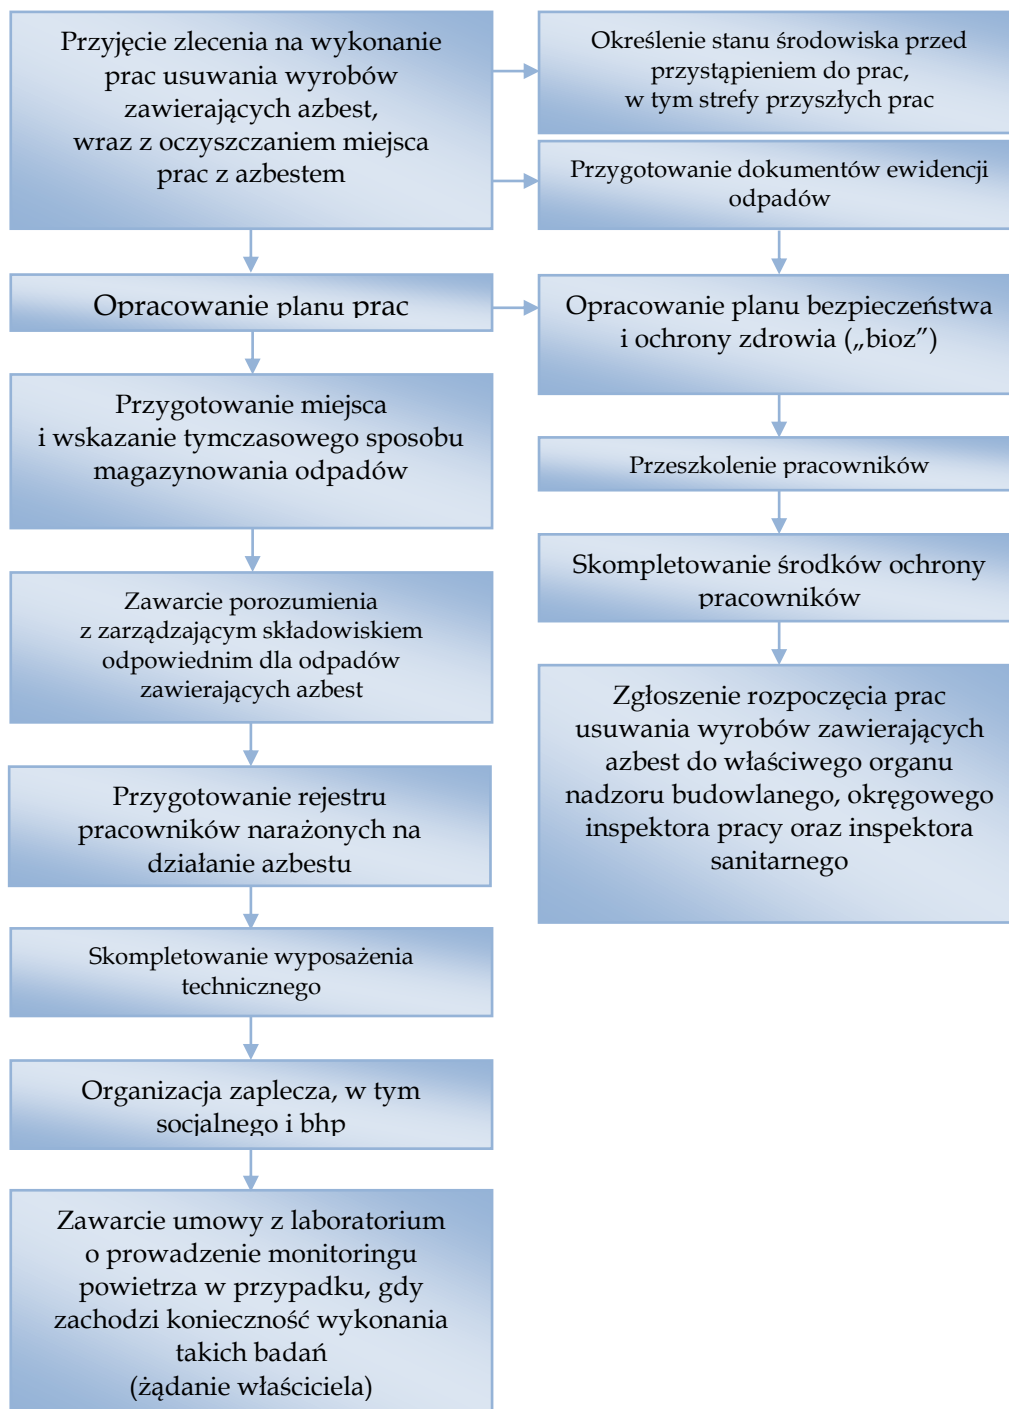 Przyjęcie zlecenia na wykonanie
prac usuwania wyrobów
zawierających azbest,
wraz z oczyszczaniem miejsca
prac z azbestem
Określenie stanu środowiska przed
przystąpieniem do prac,
w tym strefy przyszłych prac
Przygotowanie dokumentów ewidencji
odpadów
Opracowanie planu prac
Opracowanie planu bezpieczeństwa
i ochrony zdrowia („bioz”)
Przygotowanie miejsca
i wskazanie tymczasowego sposobu
magazynowania odpadów
Przeszkolenie pracowników
Skompletowanie środków ochrony
pracowników
Zawarcie porozumienia
z zarządzającym składowiskiem
odpowiednim dla odpadów
zawierających azbest
Zgłoszenie rozpoczęcia prac
usuwania wyrobów zawierających
azbest do właściwego organu
nadzoru budowlanego, okręgowego
inspektora pracy oraz inspektora
sanitarnego
Przygotowanie rejestru
pracowników narażonych na
działanie azbestu
Skompletowanie wyposażenia
technicznego
Organizacja zaplecza, w tym
socjalnego i bhp
Zawarcie umowy z laboratorium
o prowadzenie monitoringu
powietrza w przypadku, gdy
zachodzi konieczność wykonania
takich badań
(żądanie właściciela)